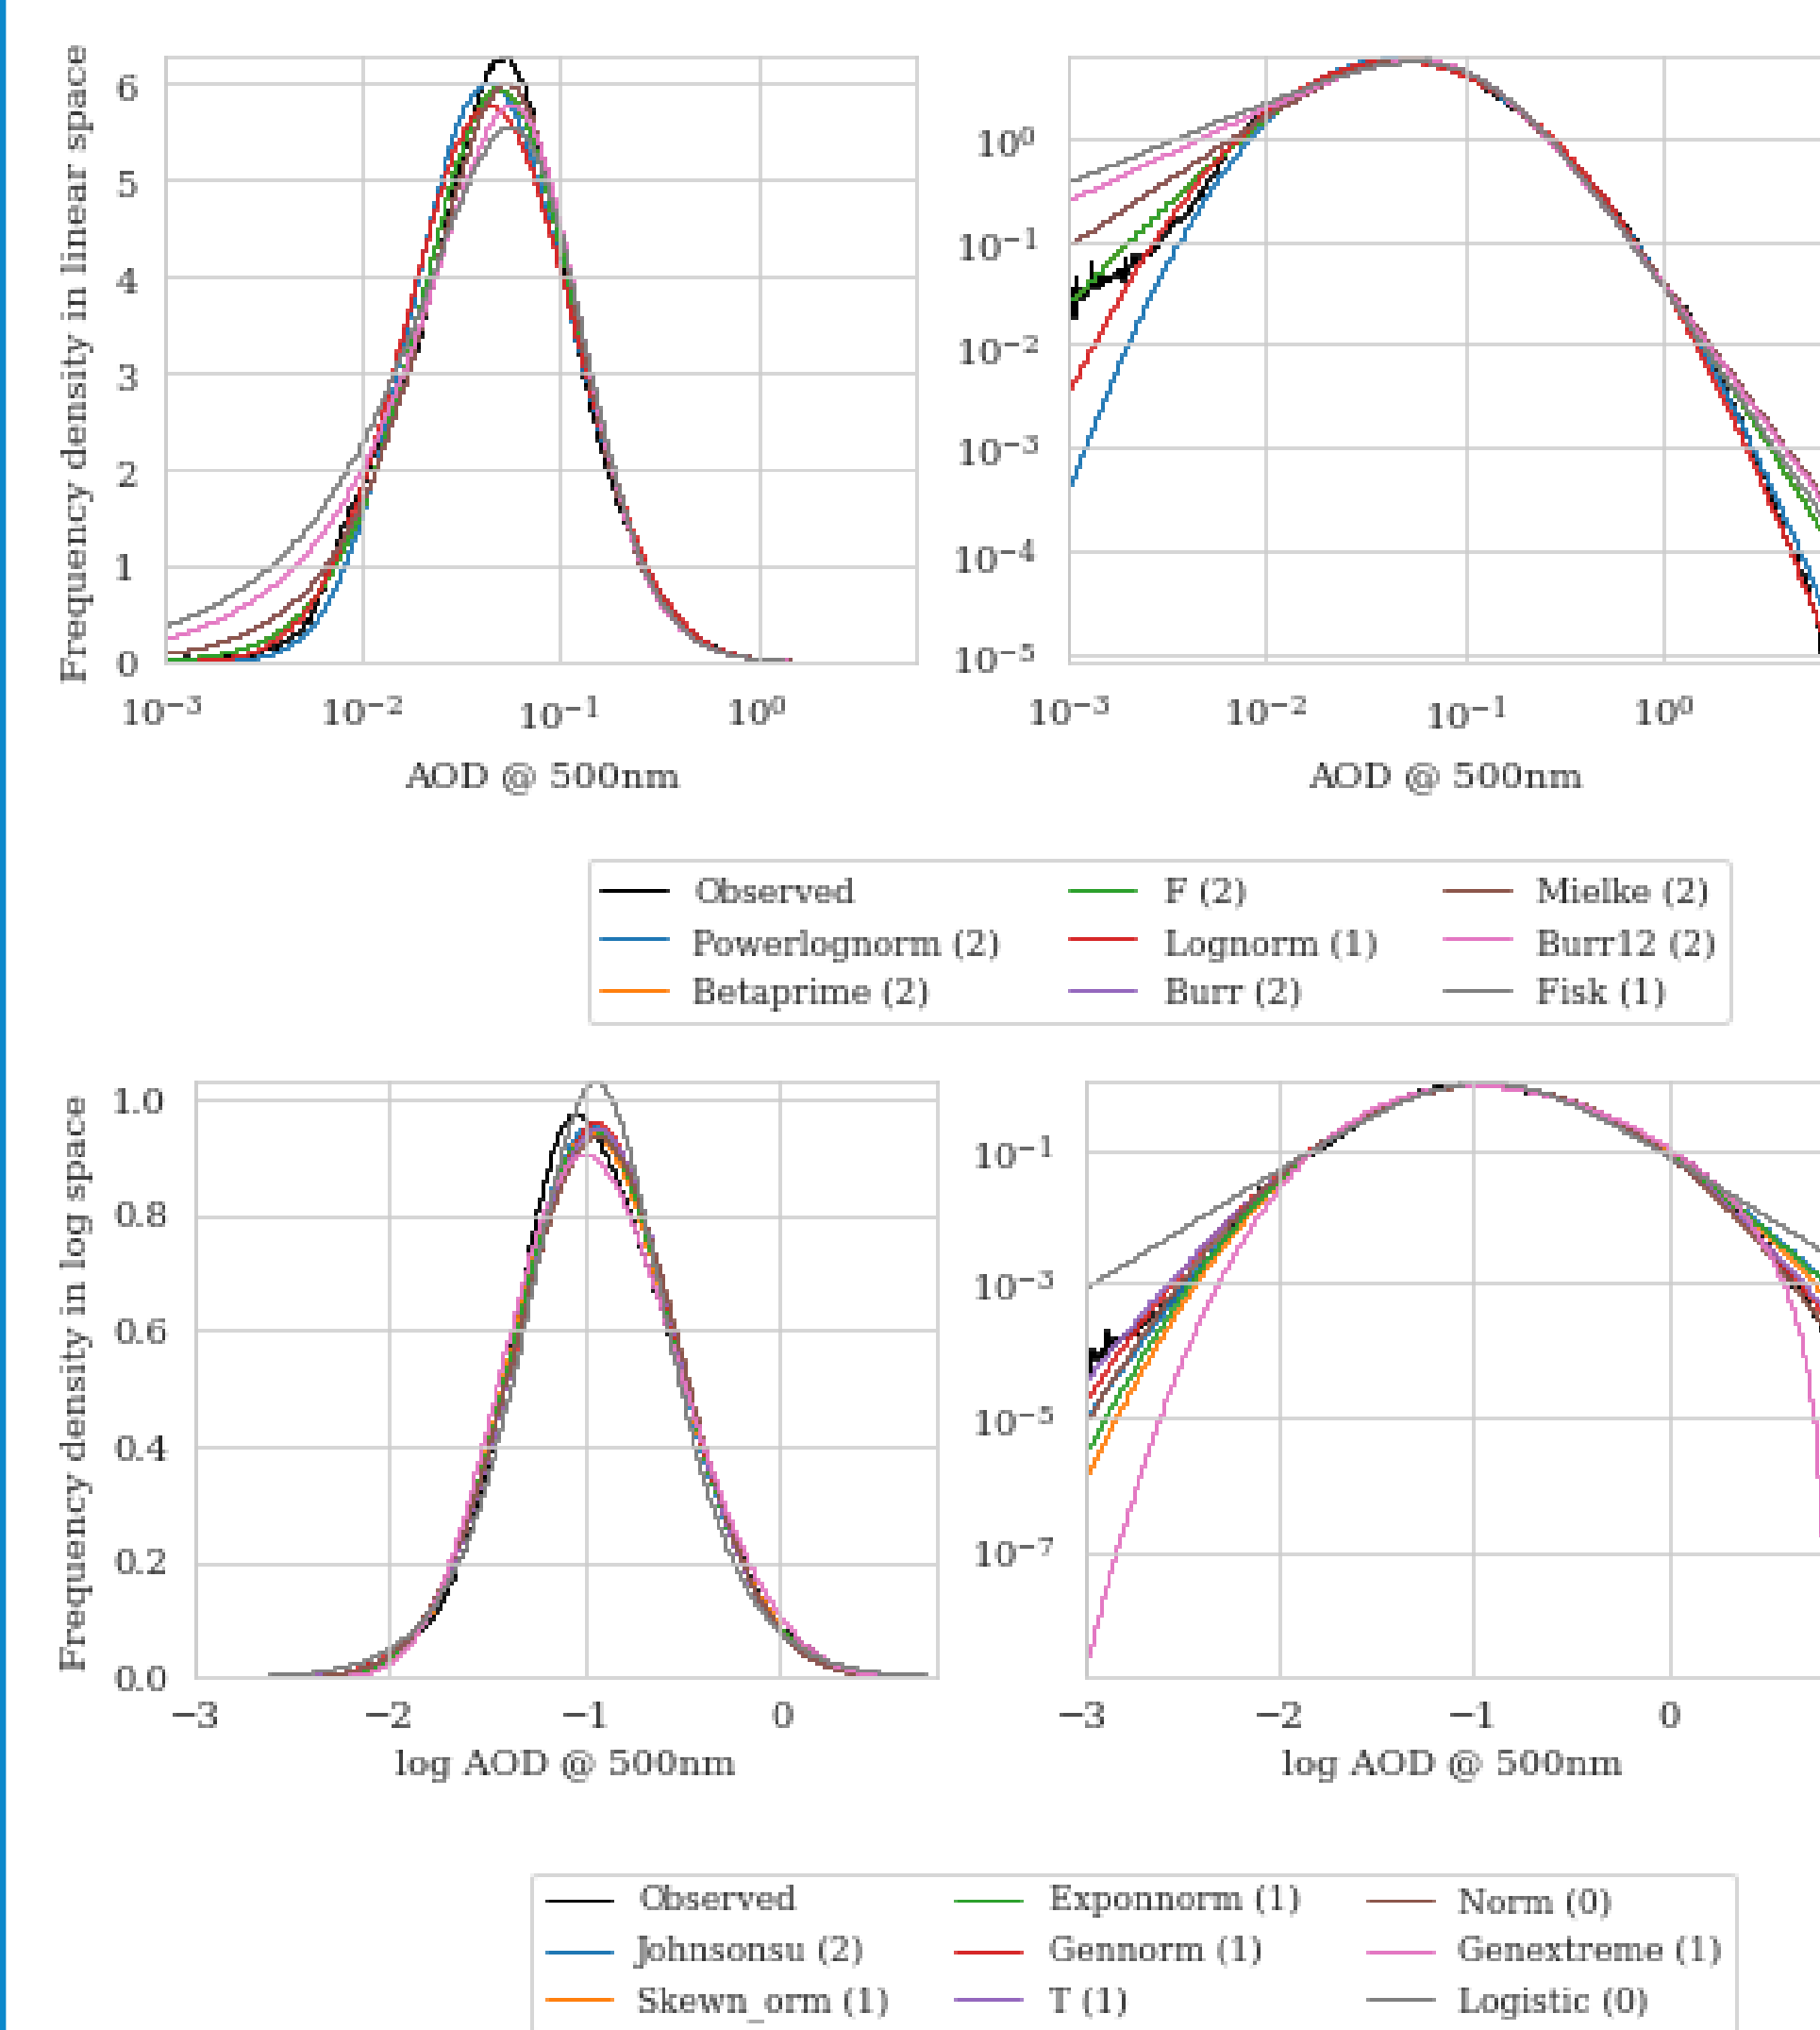 Frequency density in linear space
6
5
4
3
2
1
0
10⁻³ 10⁻² 10⁻¹ 10⁰
AOD @ 500nm
10⁰
10⁻¹
10⁻²
10⁻³
10⁻⁴
10⁻⁵
10⁻³ 10⁻² 10⁻¹ 10⁰
AOD @ 500nm
Observed F (2) Mielke (2)
Powerlognorm (2) Lognorm (1) Burr12 (2)
Betaprime (2) Burr (2) Fisk (1)
Frequency density in log space
1.0
0.8
0.6
0.4
0.2
0.0
−3 −2 −1 0
log AOD @ 500nm
10⁻¹
10⁻³
10⁻⁵
10⁻⁷
−3 −2 −1 0
log AOD @ 500nm
Observed Exponnorm (1) Norm (0)
Johnsonsu (2) Gennorm (1) Genextreme (1)
Skewn_orm (1) T (1) Logistic (0)